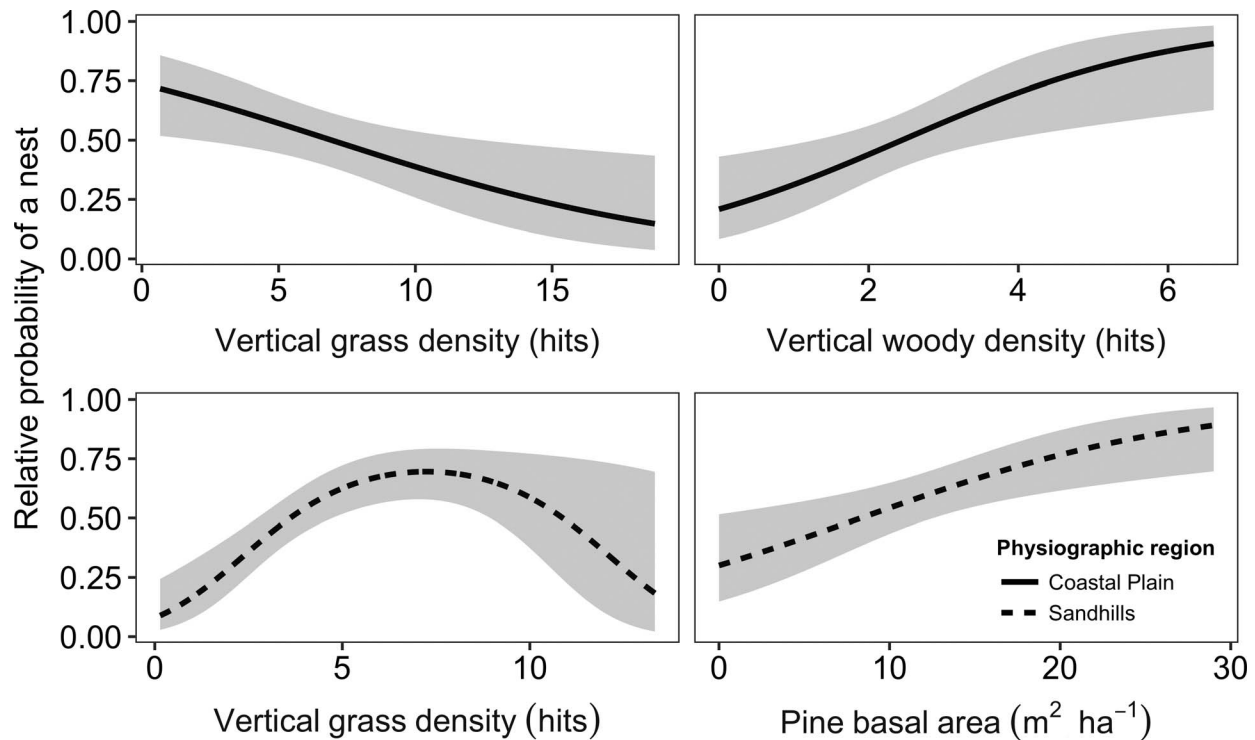 Relative probability of a nest
1.00
0.75
0.50
0.25
0.00
0 5 10 15
Vertical grass density (hits)
0 2 4 6
Vertical woody density (hits)
1.00
0.75
0.50
0.25
0.00
0 5 10
Vertical grass density (hits)
Physiographic region
Coastal Plain
Sandhills
0 10 20 30
Pine basal area (m² ha⁻¹)